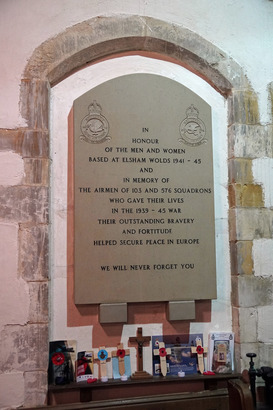 IN
HONOUR
OF THE MEN AND WOMEN
BASED AT ELSHAM WOLDS 1941 - 45
AND
IN MEMORY OF
THE AIRMEN OF 103 AND 576 SQUADRONS
WHO GAVE THEIR LIVES
IN THE 1939 - 45 WAR
THEIR OUTSTANDING BRAVERY
AND FORTITUDE
HELPED SECURE PEACE IN EUROPE
WE WILL NEVER FORGET YOU